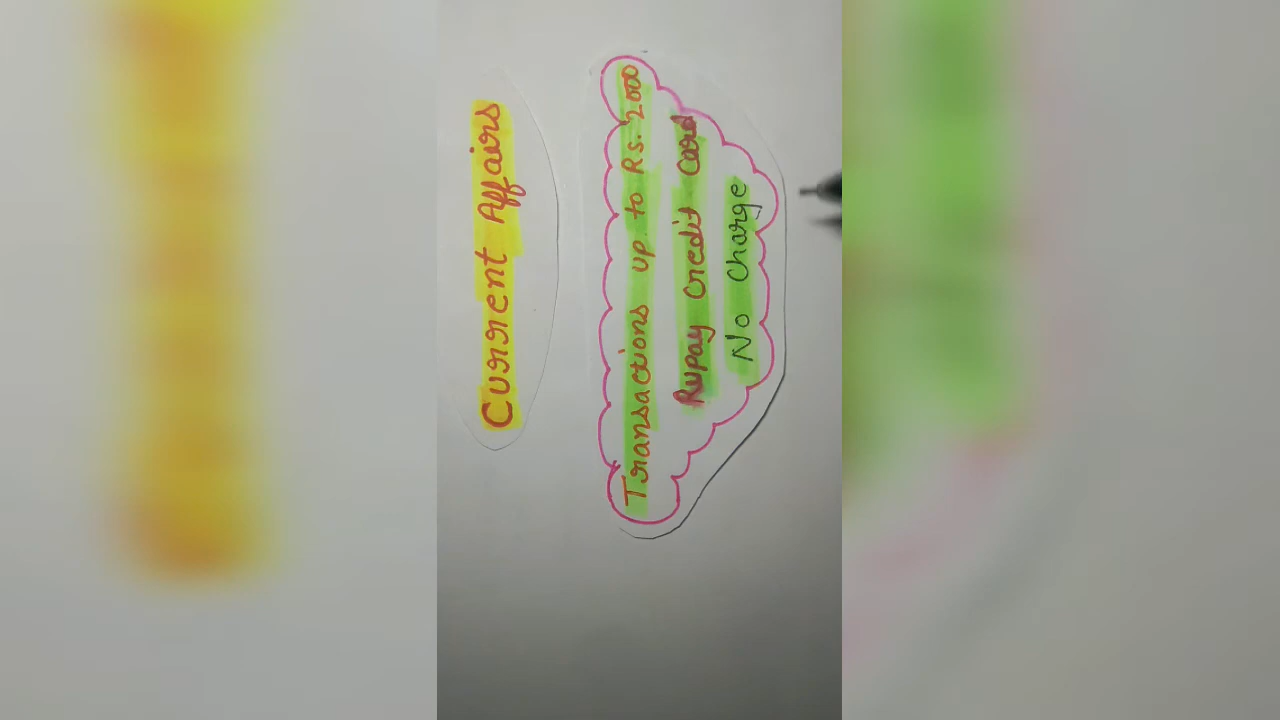 Current Affairs
Transactions up to Rs. 2000
Rupay Credit Card
No Charge